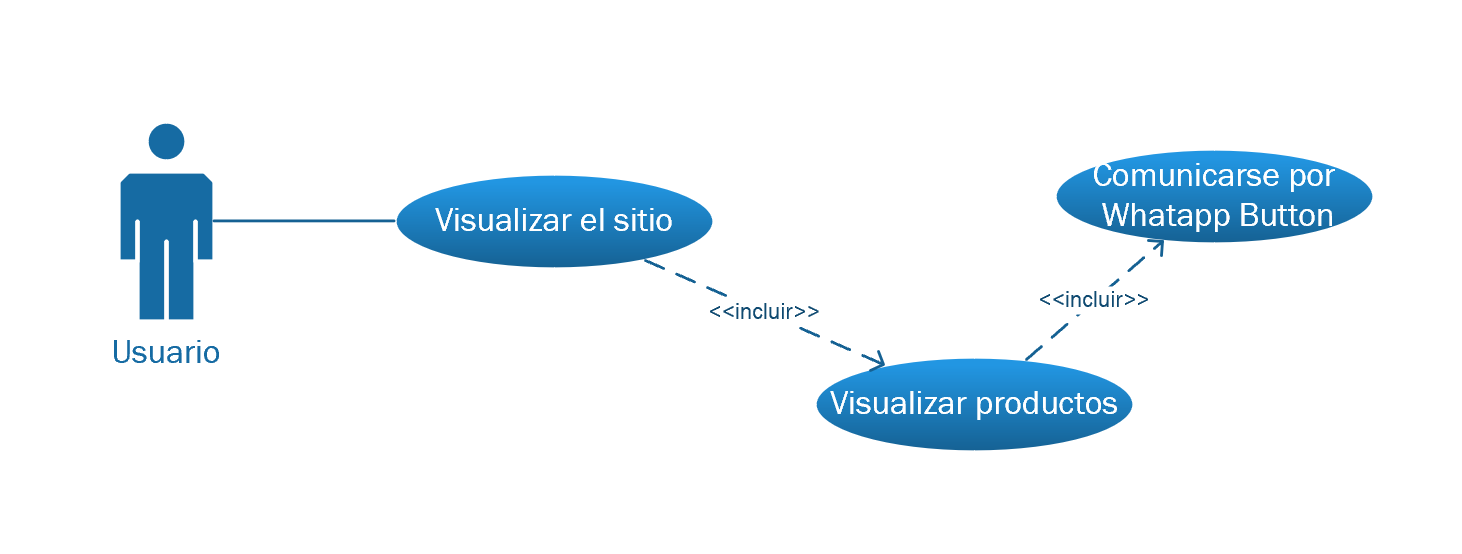 Usuario
Visualizar el sitio
<<incluir>>
Visualizar productos
<<incluir>>
Comunicarse por
Whatapp Button